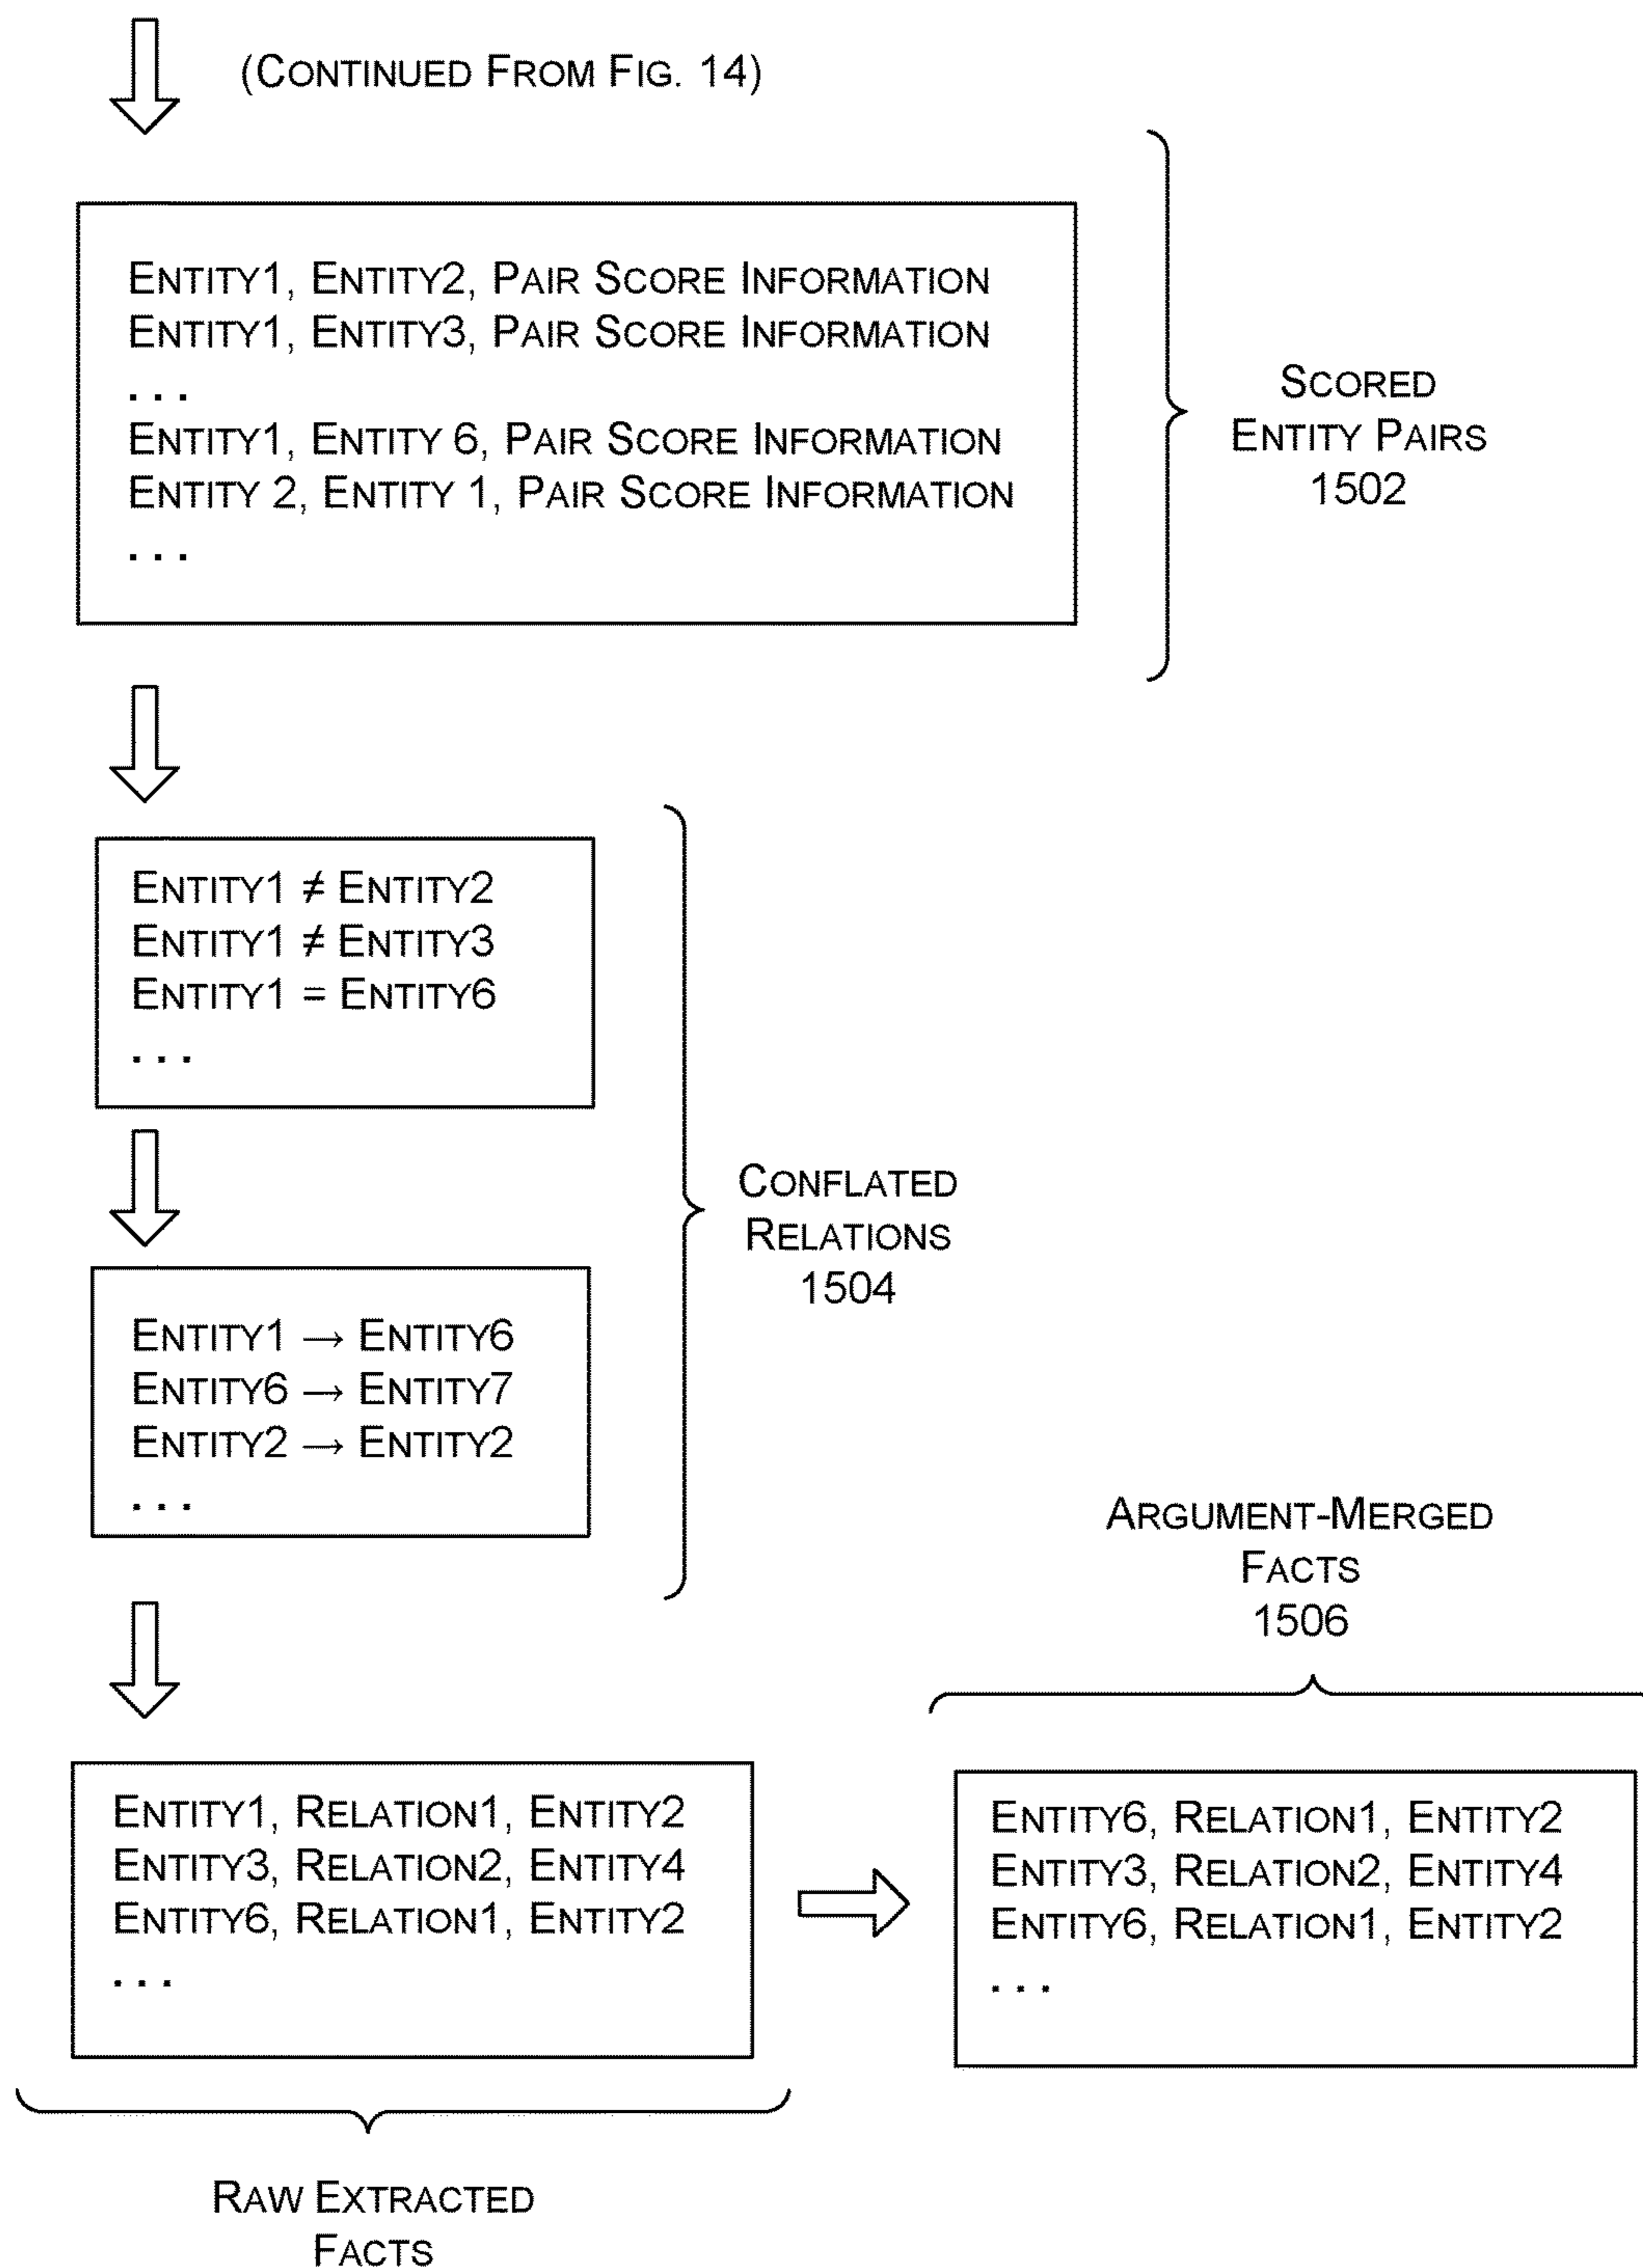 (CONTINUED FROM FIG. 14)
ENTITY1, ENTITY2, PAIR SCORE INFORMATION
ENTITY1, ENTITY3, PAIR SCORE INFORMATION
. . .
ENTITY1, ENTITY 6, PAIR SCORE INFORMATION
ENTITY 2, ENTITY 1, PAIR SCORE INFORMATION
. . .
SCORED
ENTITY PAIRS
1502
ENTITY1 ≠ ENTITY2
ENTITY1 ≠ ENTITY3
ENTITY1 = ENTITY6
. . .
CONFLATED
RELATIONS
1504
ENTITY1 → ENTITY6
ENTITY6 → ENTITY7
ENTITY2 → ENTITY2
. . .
ARGUMENT-MERGED
FACTS
1506
ENTITY1, RELATION1, ENTITY2
ENTITY3, RELATION2, ENTITY4
ENTITY6, RELATION1, ENTITY2
. . .
ENTITY6, RELATION1, ENTITY2
ENTITY3, RELATION2, ENTITY4
ENTITY6, RELATION1, ENTITY2
. . .
RAW EXTRACTED
FACTS